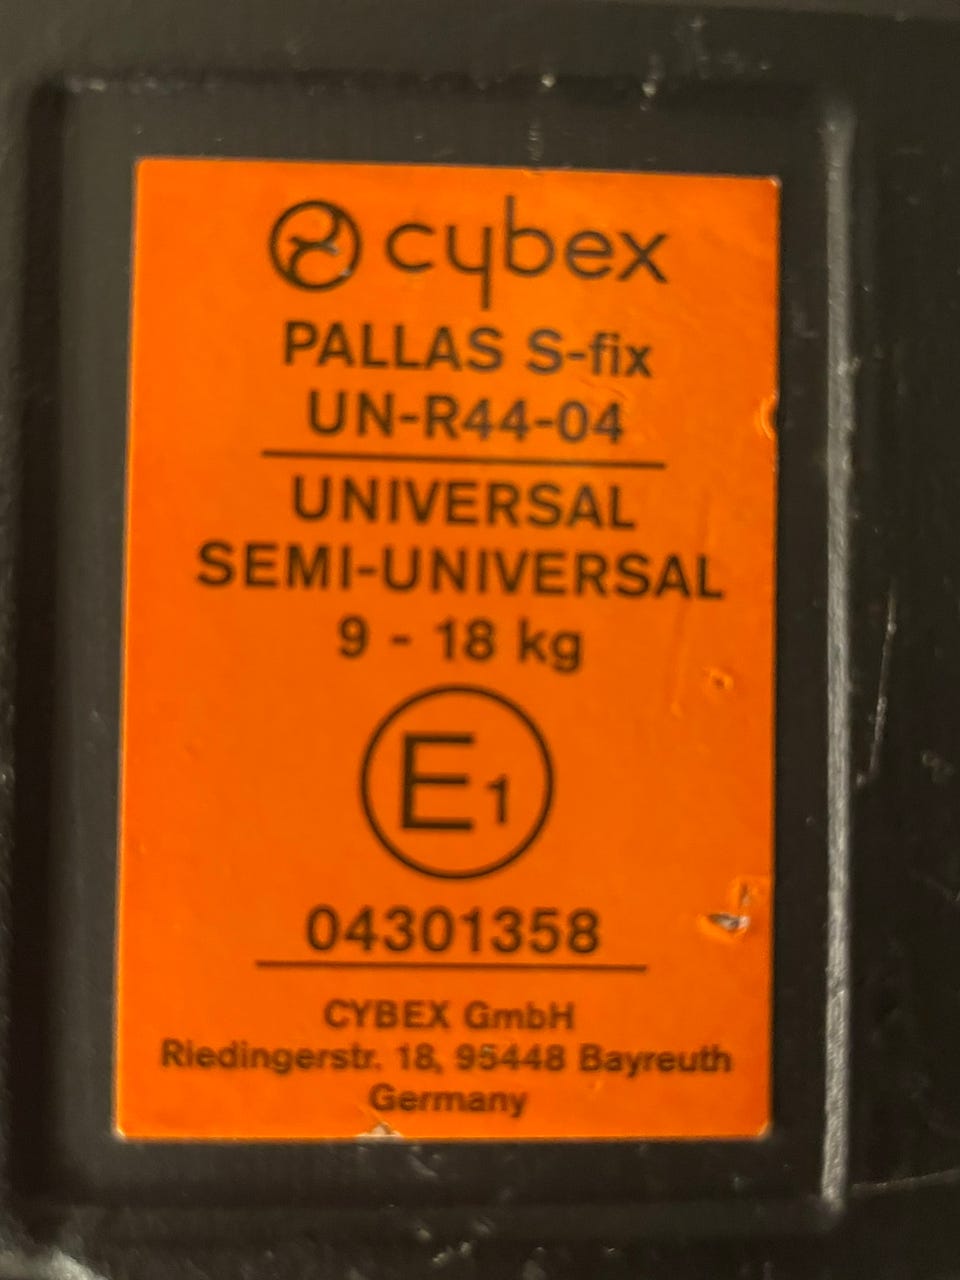 cybex
PALLAS S-fix
UN-R44-04
UNIVERSAL
SEMI-UNIVERSAL
9 - 18 kg
E1
04301358
CYBEX GmbH
Riedingerstr. 18, 95448 Bayreuth
Germany